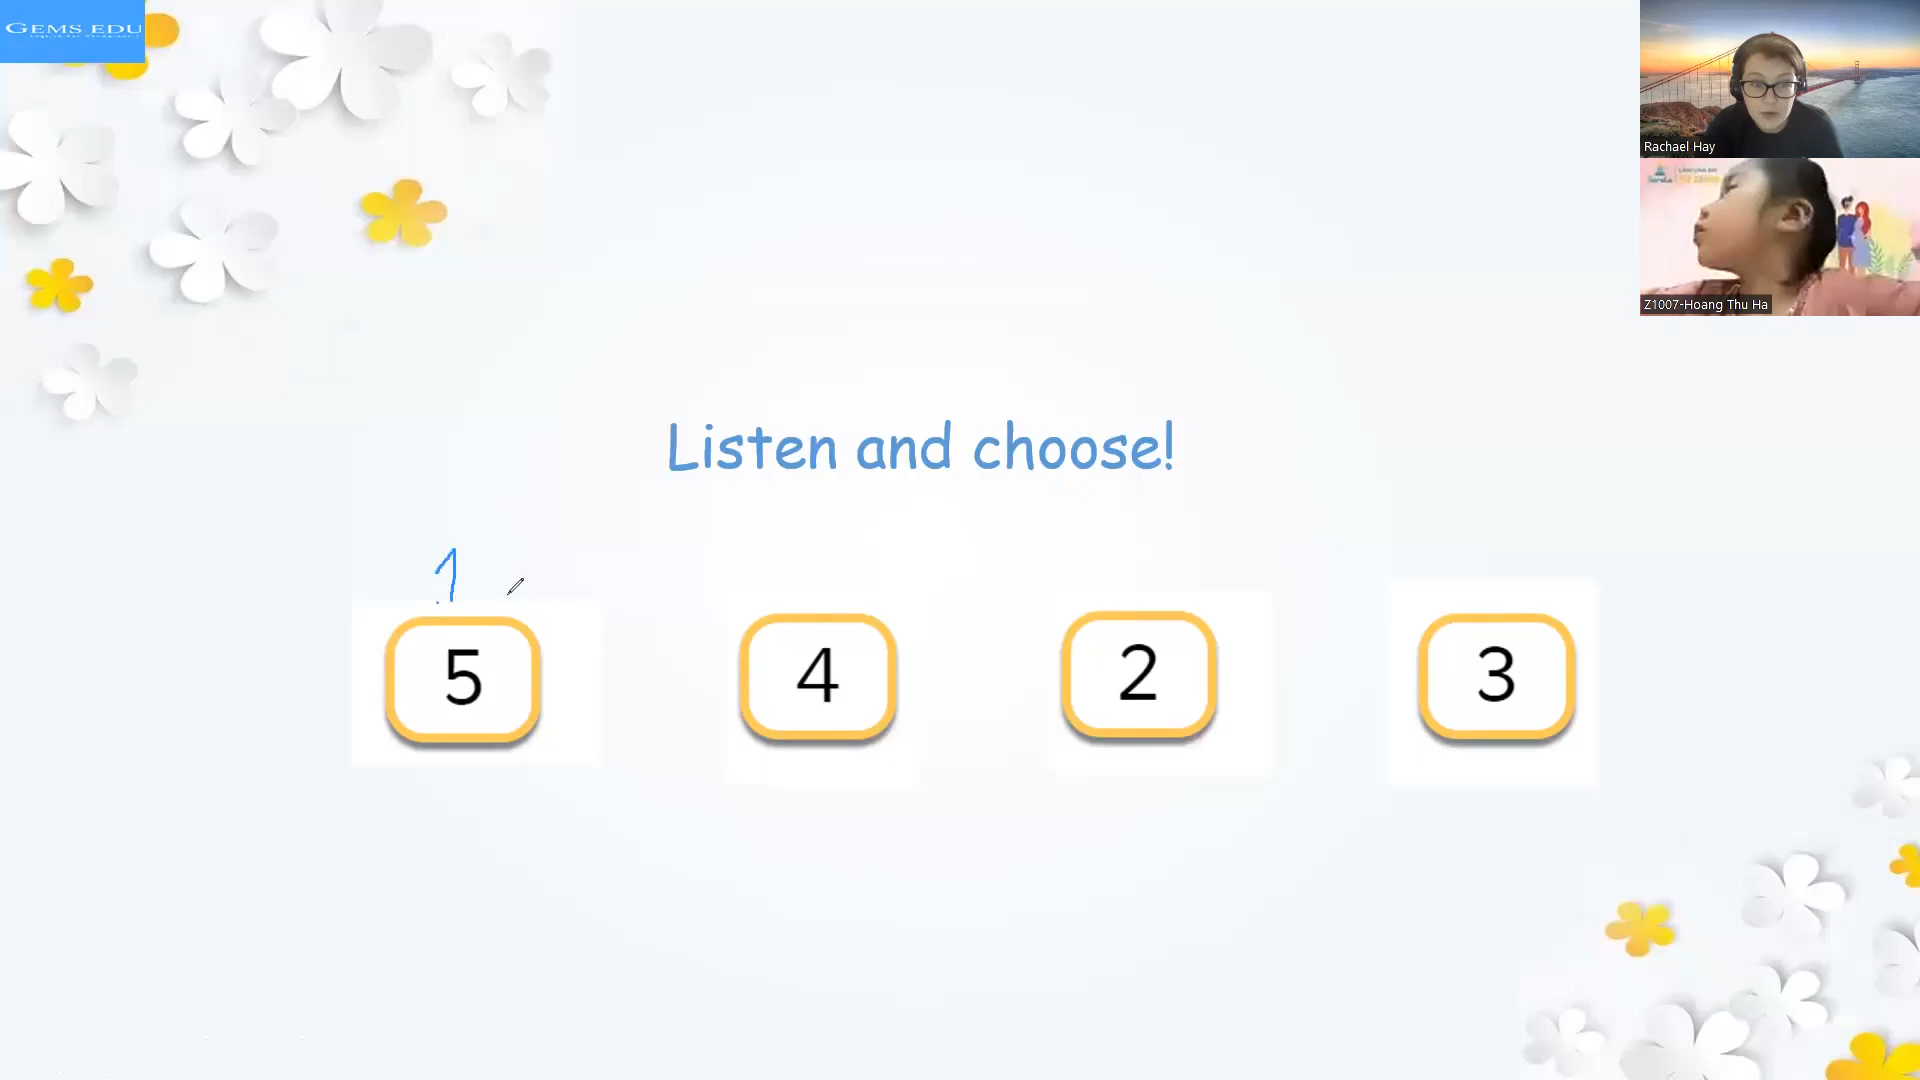 GEMS EDU
Rachael Hay
Z1007-Hoang Thu Ha
Listen and choose!
1
5 4 2 3